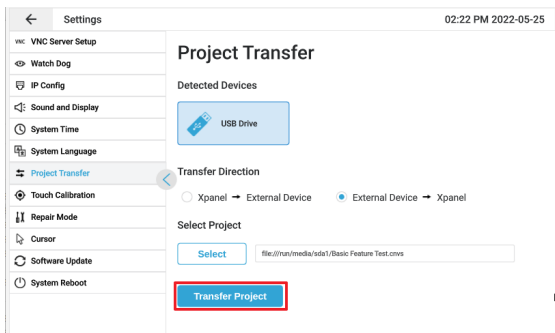 Settings
02:22 PM 2022-05-25
VNC VNC Server Setup
Watch Dog
IP Config
Sound and Display
System Time
System Language
Project Transfer
Touch Calibration
Repair Mode
Cursor
Software Update
System Reboot
Project Transfer
Detected Devices
USB Drive
Transfer Direction
Xpanel → External Device
External Device → Xpanel
Select Project
Select
file:///run/media/sda1/Basic Feature Test.cnvs
Transfer Project